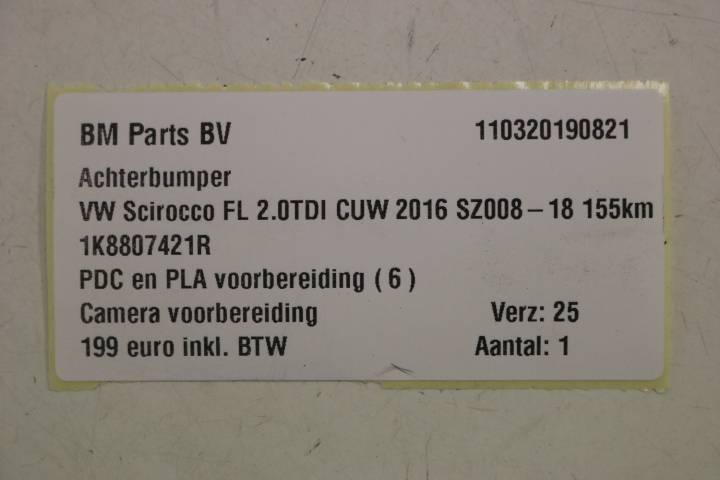 BM Parts BV 110320190821
Achterbumper
VW Scirocco FL 2.0TDI CUW 2016 SZ008 – 18 155km
1K8807421R
PDC en PLA voorbereiding ( 6 )
Camera voorbereiding Verz: 25
199 euro inkl. BTW Aantal: 1